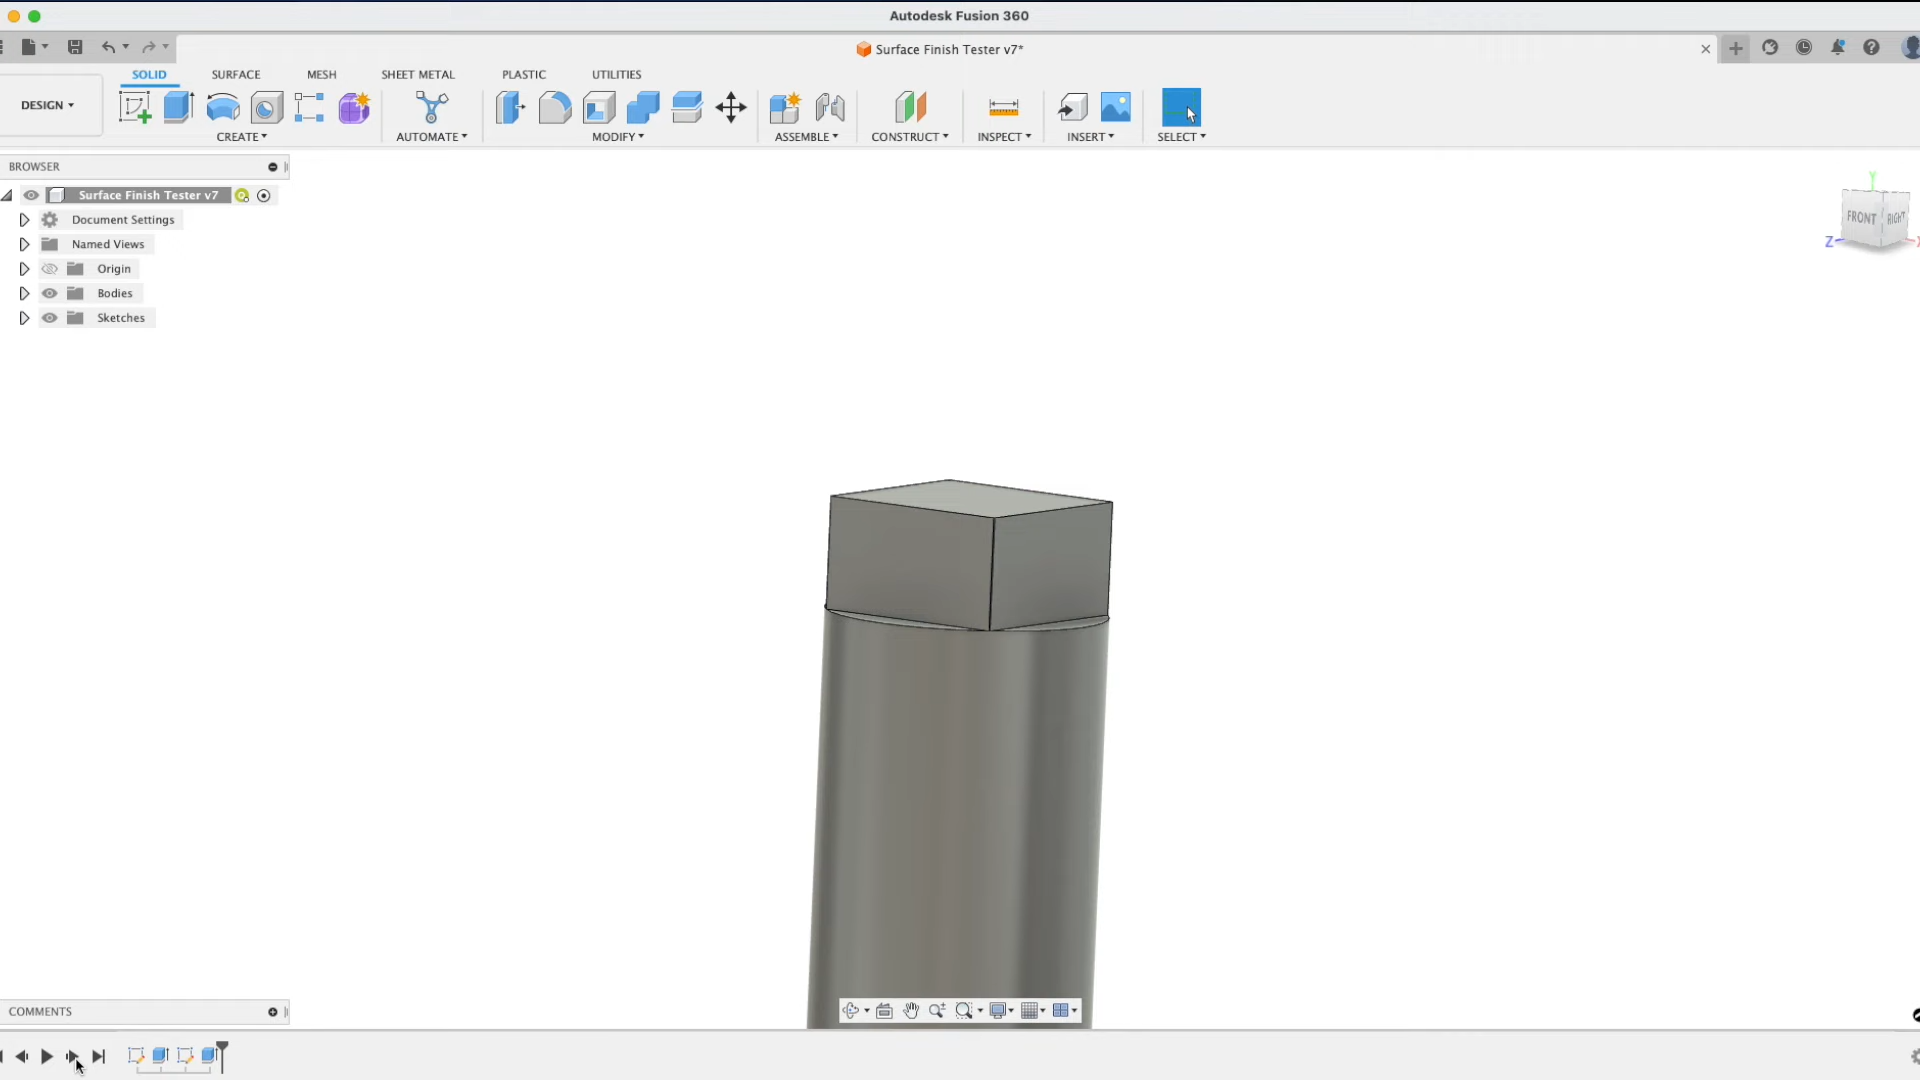 Autodesk Fusion 360
Surface Finish Tester v7*
SOLID SURFACE MESH SHEET METAL PLASTIC UTILITIES
DESIGN
CREATE AUTOMATE MODIFY ASSEMBLE CONSTRUCT INSPECT INSERT SELECT
BROWSER
Surface Finish Tester v7
Document Settings
Named Views
Origin
Bodies
Sketches
Y
FRONT RIGHT
Z X
COMMENTS